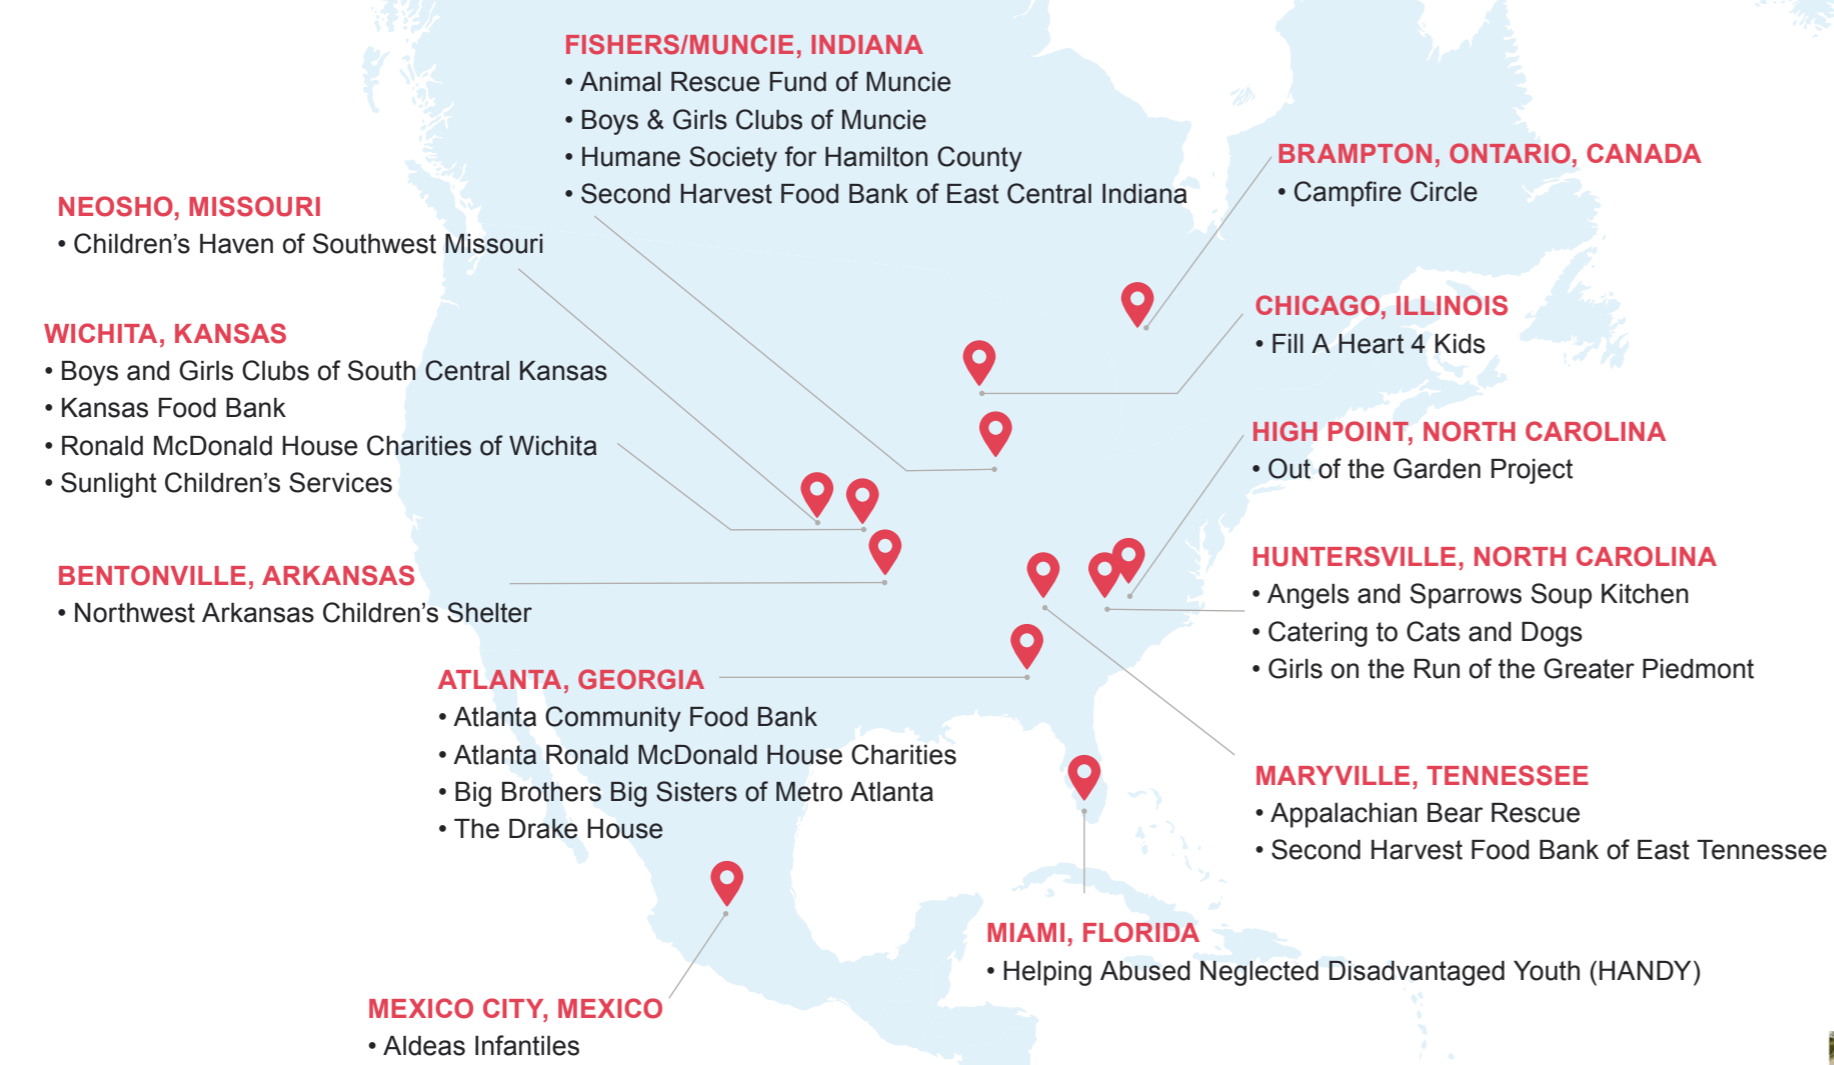 FISHERS/MUNCIE, INDIANA
• Animal Rescue Fund of Muncie
• Boys & Girls Clubs of Muncie
• Humane Society for Hamilton County
• Second Harvest Food Bank of East Central Indiana
BRAMPTON, ONTARIO, CANADA
• Campfire Circle
NEOSHO, MISSOURI
• Children’s Haven of Southwest Missouri
CHICAGO, ILLINOIS
• Fill A Heart 4 Kids
WICHITA, KANSAS
• Boys and Girls Clubs of South Central Kansas
• Kansas Food Bank
• Ronald McDonald House Charities of Wichita
• Sunlight Children’s Services
HIGH POINT, NORTH CAROLINA
• Out of the Garden Project
BENTONVILLE, ARKANSAS
• Northwest Arkansas Children’s Shelter
HUNTERSVILLE, NORTH CAROLINA
• Angels and Sparrows Soup Kitchen
• Catering to Cats and Dogs
• Girls on the Run of the Greater Piedmont
ATLANTA, GEORGIA
• Atlanta Community Food Bank
• Atlanta Ronald McDonald House Charities
• Big Brothers Big Sisters of Metro Atlanta
• The Drake House
MARYVILLE, TENNESSEE
• Appalachian Bear Rescue
• Second Harvest Food Bank of East Tennessee
MIAMI, FLORIDA
• Helping Abused Neglected Disadvantaged Youth (HANDY)
MEXICO CITY, MEXICO
• Aldeas Infantiles